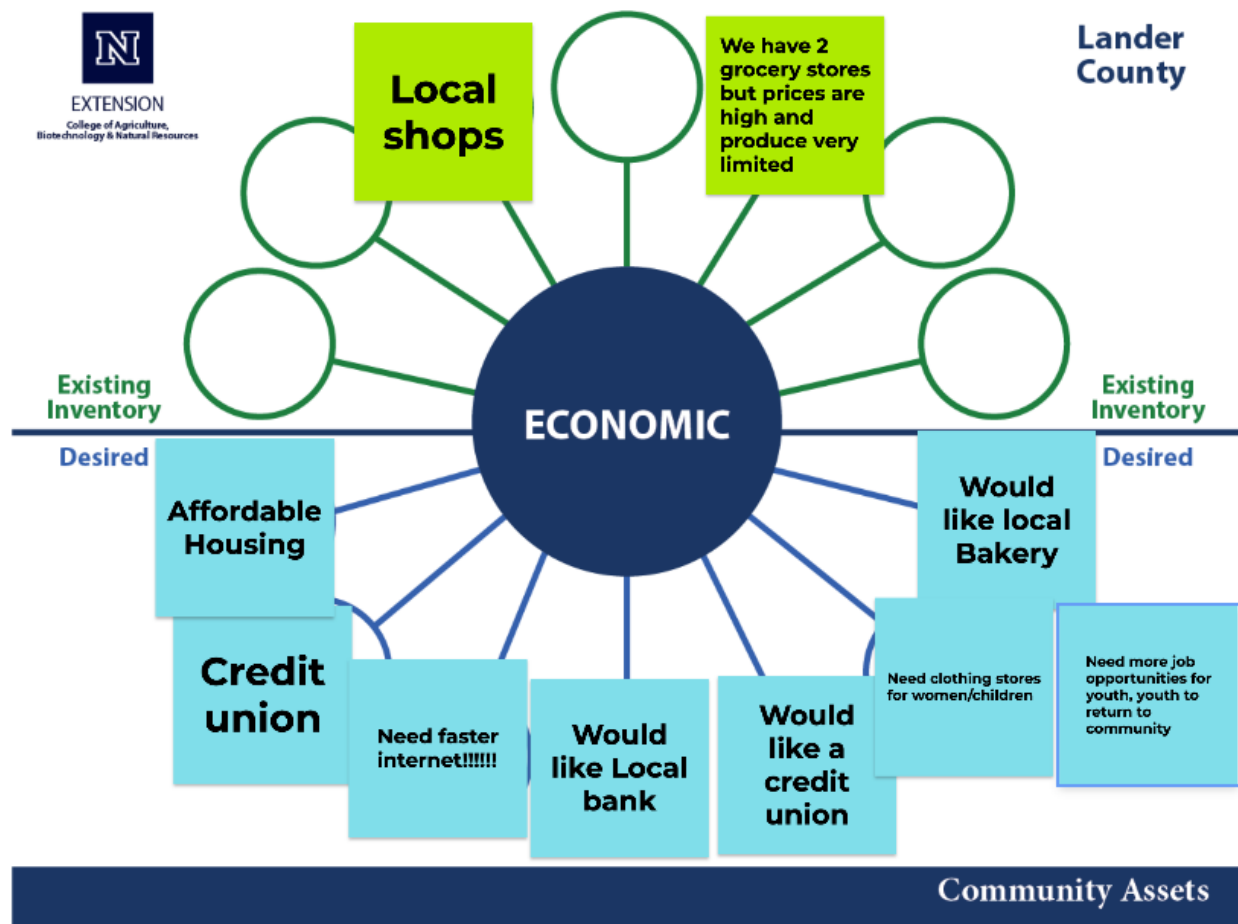 N
EXTENSION
College of Agriculture,
Biotechnology & Natural Resources
Local
shops
We have 2
grocery stores
but prices are
high and
produce very
limited
Lander
County
Existing
Inventory
Existing
Inventory
ECONOMIC
Desired
Desired
Affordable
Housing
Would
like local
Bakery
Credit
union
Need faster
internet!!!!!!
Would
like Local
bank
Would
like a
credit
union
Need clothing stores
for women/children
Need more job
opportunities for
youth, youth to
return to
community
Community Assets